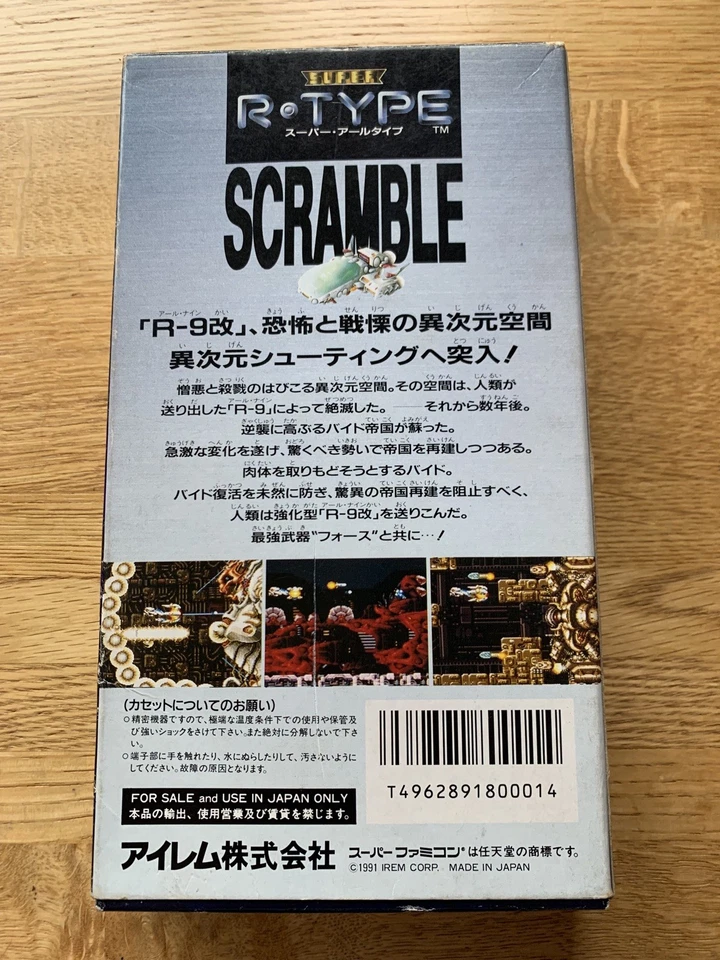 SUPER
R・TYPE
スーパー・アールタイプ
TM
SCRAMBLE
「R-9改」、恐怖と戦慄の異次元空間
異次元シューティングへ突入!
憎悪と殺戮のはびこる異次元空間。その空間は、人類が
送り出した「R-9」によって絶滅した。――それから数年後。
逆襲に高ぶるバイド帝国が蘇った。
急激な変化を遂げ、驚くべき勢いで帝国を再建しつつある。
肉体を取りもどそうとするバイド。
バイド復活を未然に防ぎ、驚異の帝国再建を阻止すべく、
人類は強化型「R-9改」を送りこんだ。
最強武器"フォース"と共に…!
(カセットについてのお願い)
○精密機器ですので、極端な温度条件下での使用や保管及
び強いショックをさけて下さい。また絶対に分解しないで下さ
い。
○端子部に手を触れたり、水にぬらしたりして、汚さないように
してください。故障の原因となります。
T4962891800014
FOR SALE and USE IN JAPAN ONLY
本品の輸出、使用営業及び賃貸を禁じます。
アイレム株式会社
スーパーファミコン®は任天堂の商標です。
©1991 IREM CORP. MADE IN JAPAN